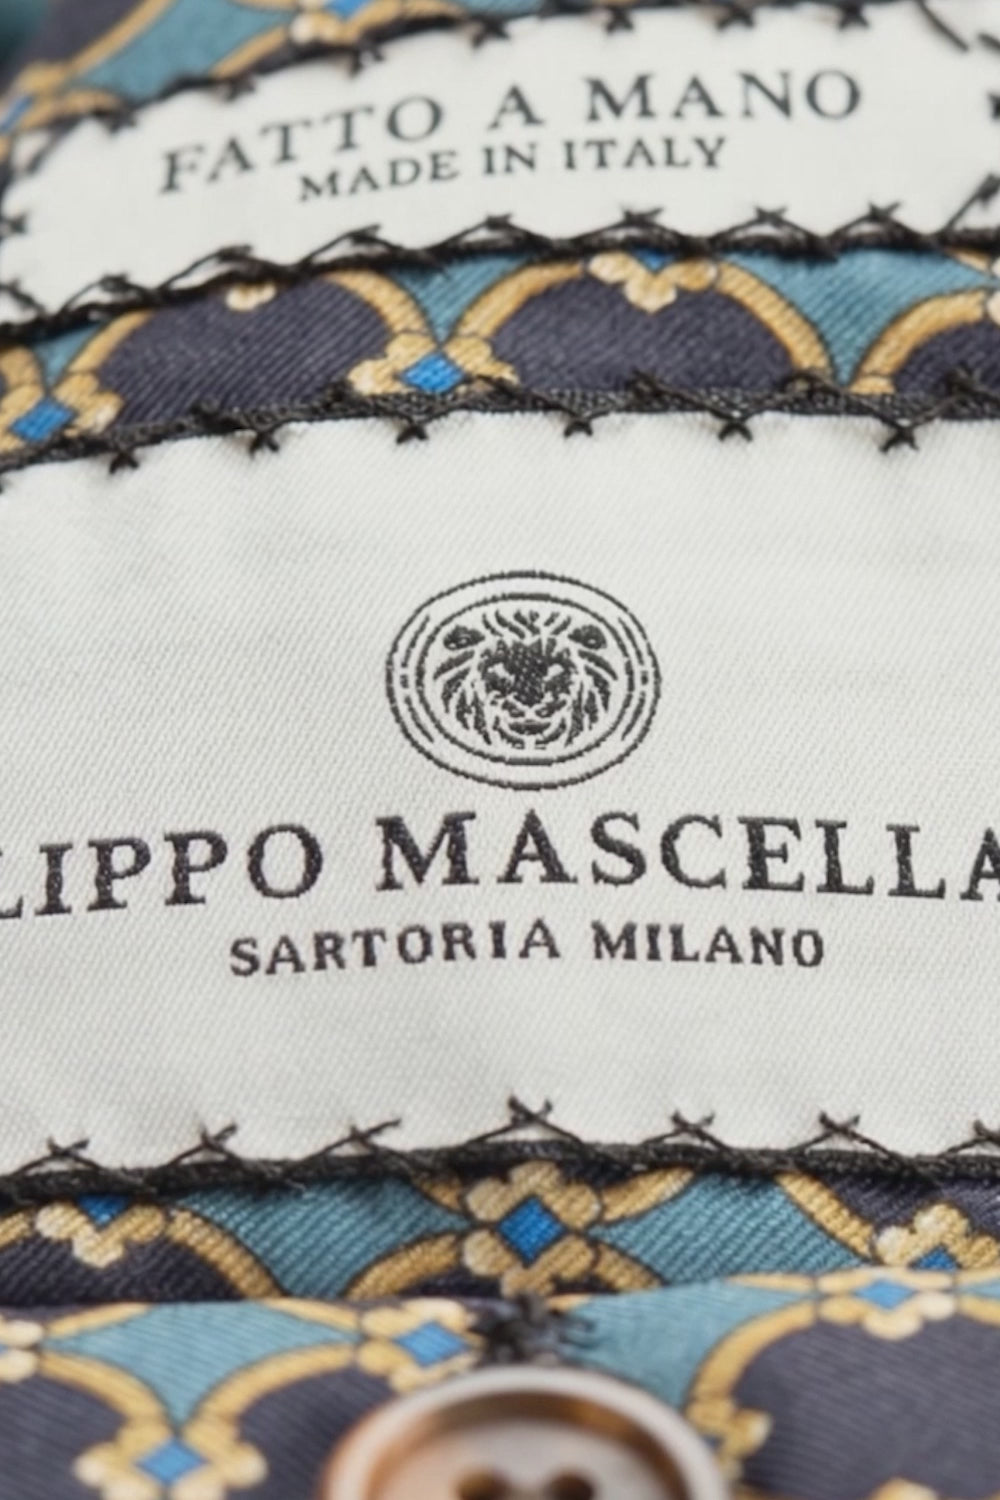 FATTO A MANO
MADE IN ITALY
LIPPO MASCELLA
SARTORIA MILANO